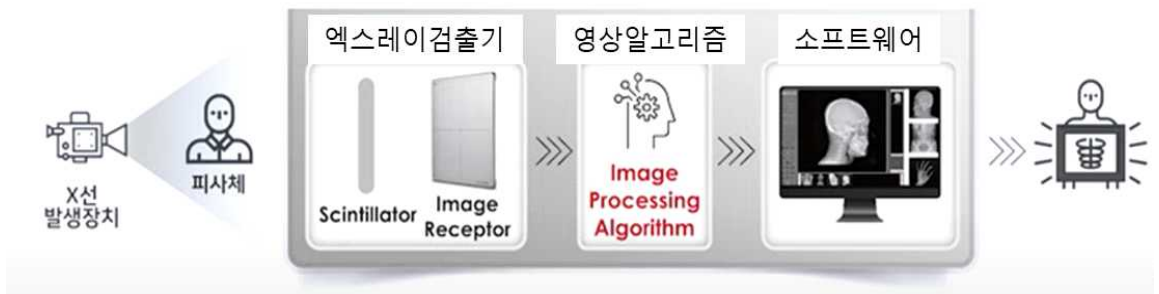 엑스레이검출기
영상알고리즘
소프트웨어
X선
발생장치
피사체
Scintillator
Image
Receptor
Image
Processing
Algorithm